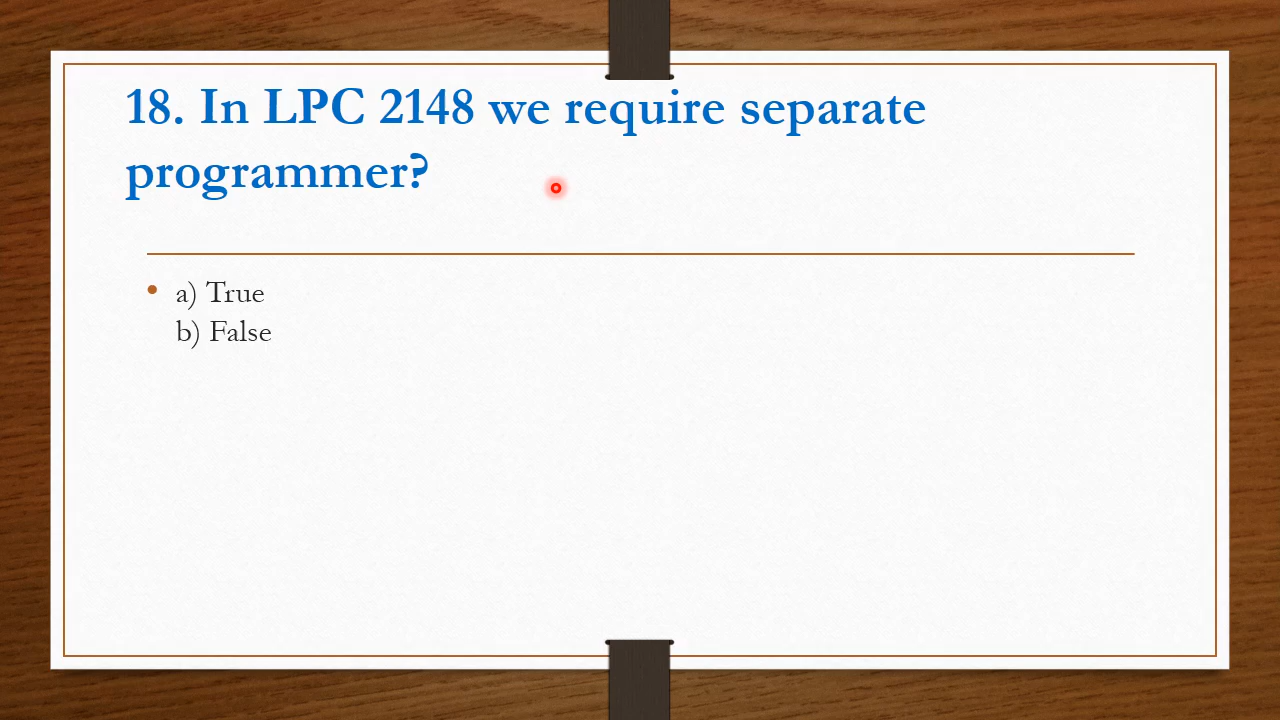 18. In LPC 2148 we require separate
programmer?
a) True
b) False